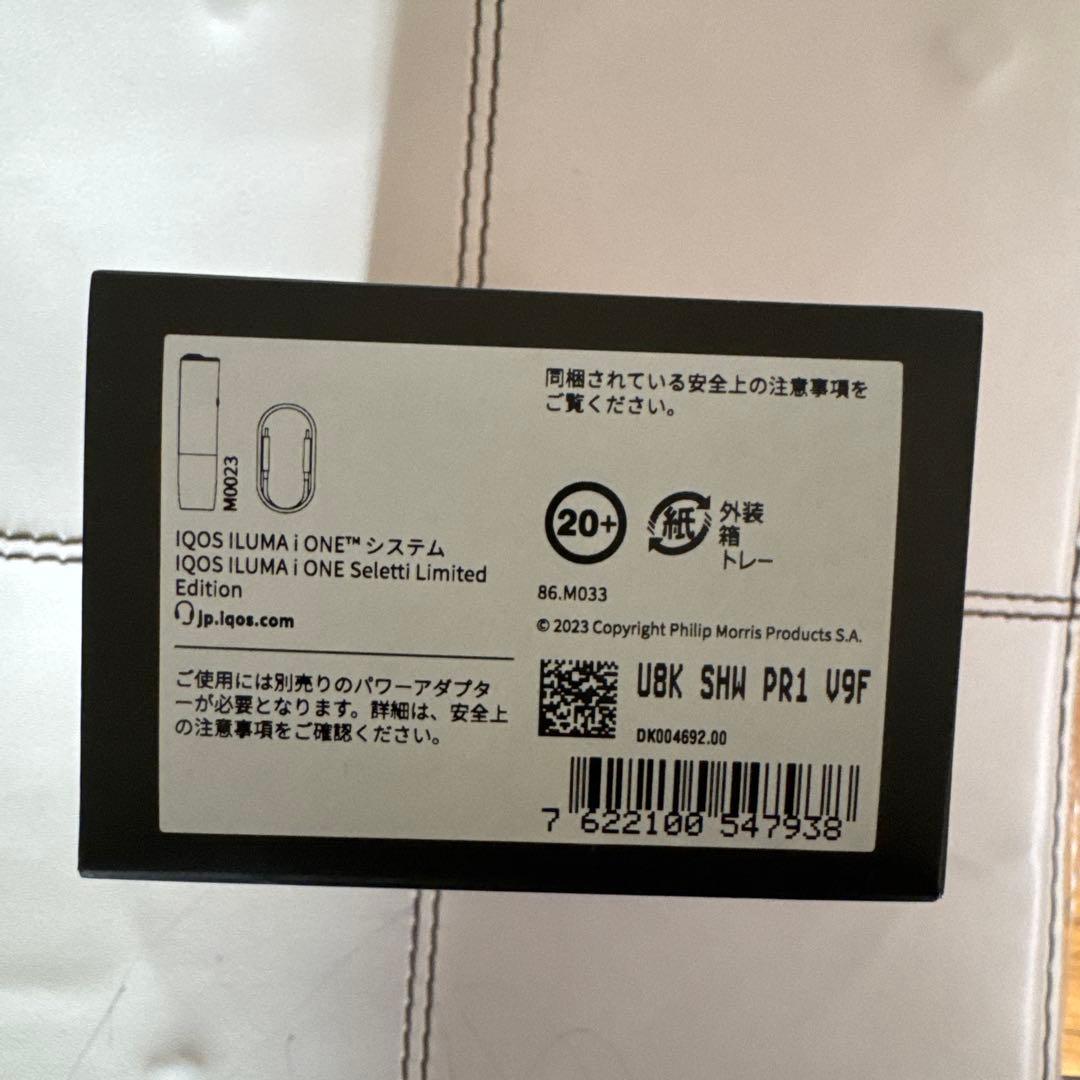 M0023
IQOS ILUMA i ONE™ システム
IQOS ILUMA i ONE Seletti Limited
Edition
jp.iqos.com
ご使用には別売りのパワーアダプタ
ーが必要となります。詳細は、安全上
の注意事項をご確認ください。
同梱されている安全上の注意事項を
ご覧ください。
20+
紙
外装
箱
トレー
86.M033
© 2023 Copyright Philip Morris Products S.A.
U8K SHW PR1 V9F
DK004692.00
7 622100 547938